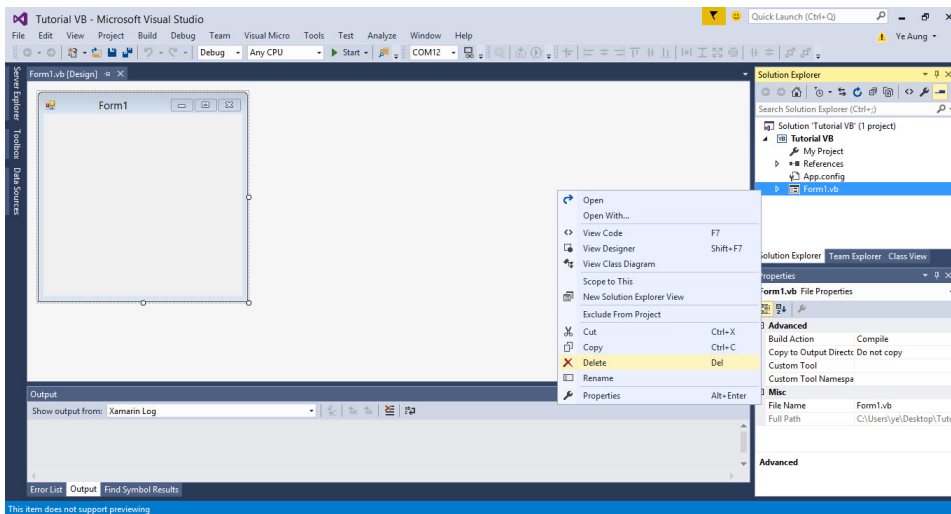 Tutorial VB - Microsoft Visual Studio
Quick Launch (Ctrl+Q)
File Edit View Project Build Debug Team Visual Micro Tools Test Analyze Window Help
Ye Aung
Debug Any CPU Start COM12
Server Explorer
Toolbox
Data Sources
Form1.vb [Design]
Form1
Open
Open With...
View Code F7
View Designer Shift+F7
View Class Diagram
Scope to This
New Solution Explorer View
Exclude From Project
Cut Ctrl+X
Copy Ctrl+C
Delete Del
Rename
Properties Alt+Enter
Solution Explorer
Search Solution Explorer (Ctrl+;)
Solution 'Tutorial VB' (1 project)
VB Tutorial VB
My Project
References
App.config
Form1.vb
Solution Explorer Team Explorer Class View
Properties
Form1.vb File Properties
Advanced
Build Action Compile
Copy to Output Directc Do not copy
Custom Tool
Custom Tool Namespa
Misc
File Name Form1.vb
Full Path C:\Users\ye\Desktop\Tuto
Advanced
Output
Show output from: Xamarin Log
Error List Output Find Symbol Results
This item does not support previewing